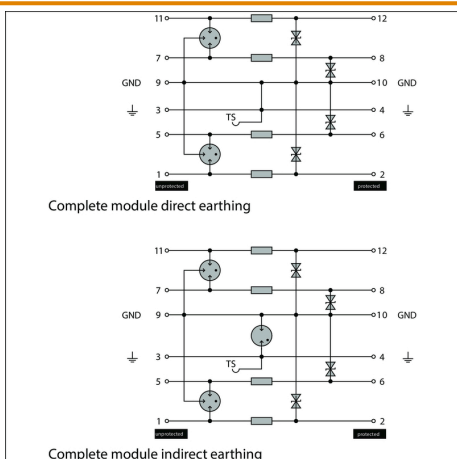 11 12
7 8
GND 9 10 GND
3 4
TS
5 6
1 2
unprotected protected
Complete module direct earthing
11 12
7 8
GND 9 10 GND
3 4
TS
5 6
1 2
unprotected protected
Complete module indirect earthing